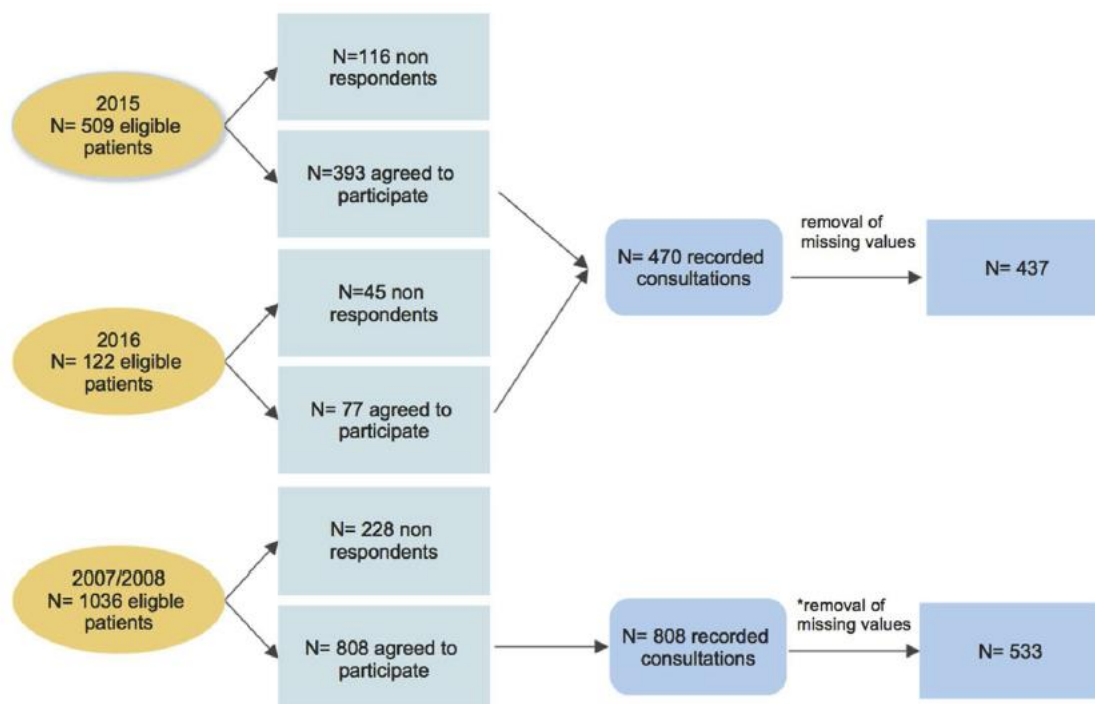 2015
N= 509 eligible
patients
N=116 non
respondents
N=393 agreed to
participate
2016
N= 122 eligible
patients
N=45 non
respondents
N= 77 agreed to
participate
N= 470 recorded
consultations
removal of
missing values
N= 437
2007/2008
N= 1036 eligble
patients
N= 228 non
respondents
N= 808 agreed to
participate
N= 808 recorded
consultations
*removal of
missing values
N= 533